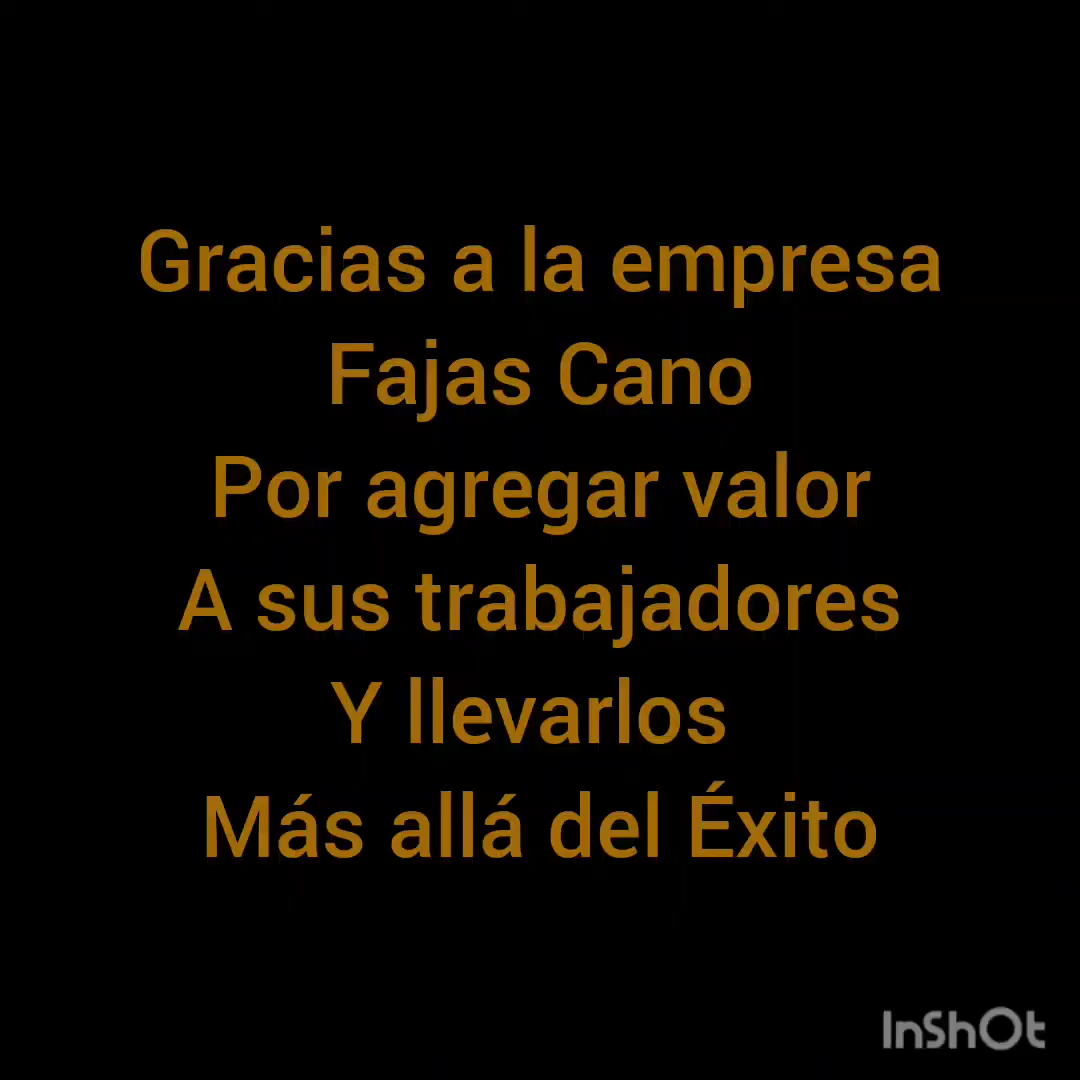 Gracias a la empresa
Fajas Cano
Por agregar valor
A sus trabajadores
Y llevarlos
Más allá del Éxito
InShOt